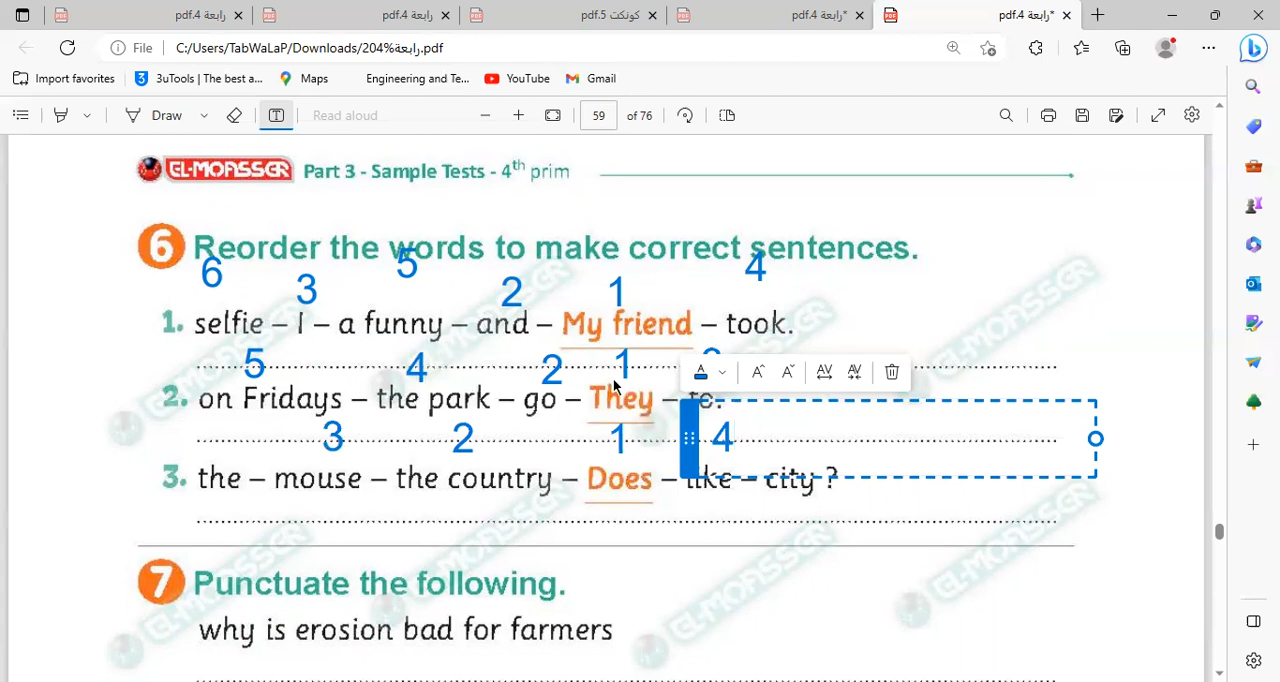 رابعة 4.pdf
رابعة 4.pdf
كونكت 5.pdf
*رابعة 4.pdf
*رابعة 4.pdf
File C:/Users/TabWaLaP/Downloads/204%رابعة.pdf
Import favorites 3uTools | The best a... Maps Engineering and Te... YouTube Gmail
Draw Read aloud 59 of 76
EL-MOASSER Part 3 - Sample Tests - 4th prim
6 Reorder the words to make correct sentences.
6 3 5 2 1 4
1. selfie – I – a funny – and – My friend – took.
5 4 2 1
2. on Fridays – the park – go – They – to.
3 2 1 4
3. the – mouse – the country – Does – like – city ?
7 Punctuate the following.
why is erosion bad for farmers